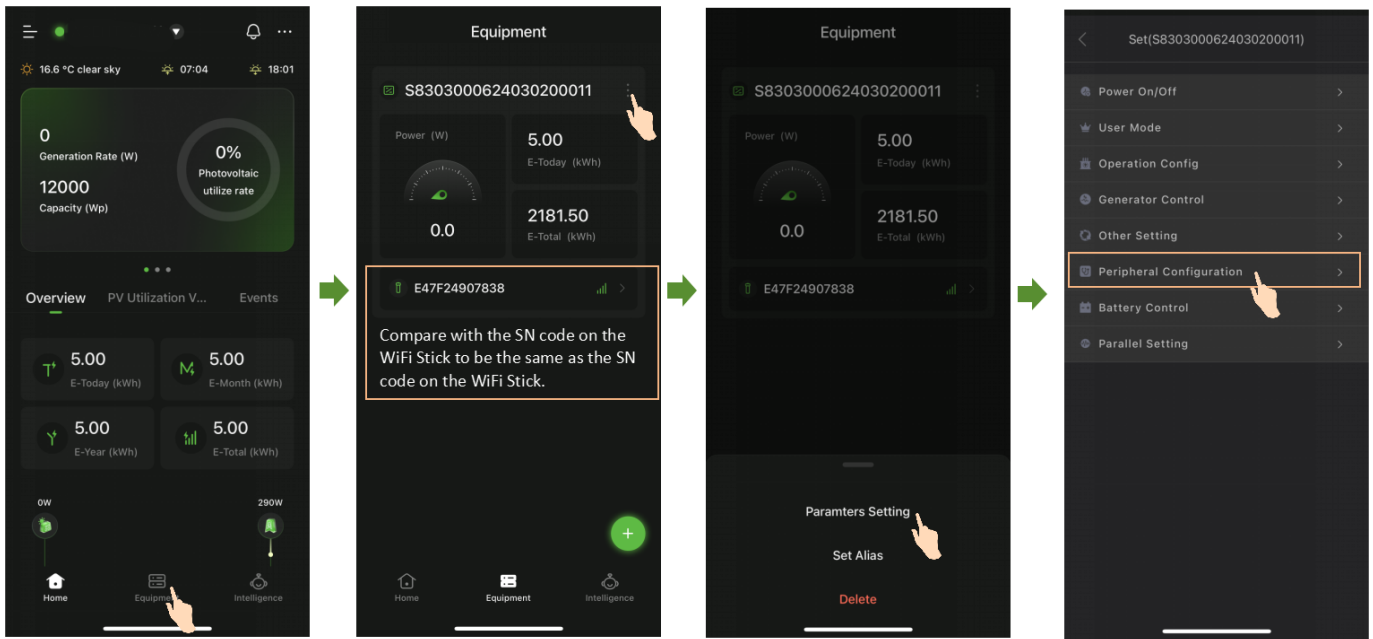 16.6 °C clear sky
07:04
18:01
0
Generation Rate (W)
12000
Capacity (Wp)
0%
Photovoltaic
utilize rate
Overview
PV Utilization V...
Events
5.00
E-Today (kWh)
5.00
E-Month (kWh)
5.00
E-Year (kWh)
5.00
E-Total (kWh)
0W
290W
Home
Equipment
Intelligence
Equipment
S8303000624030200011
Power (W)
0.0
5.00
E-Today (kWh)
2181.50
E-Total (kWh)
E47F24907838
Compare with the SN code on the
WiFi Stick to be the same as the SN
code on the WiFi Stick.
Home
Equipment
Intelligence
Equipment
S8303000624030200011
Power (W)
0.0
5.00
E-Today (kWh)
2181.50
E-Total (kWh)
E47F24907838
Paramters Setting
Set Alias
Delete
Set(S8303000624030200011)
Power On/Off
User Mode
Operation Config
Generator Control
Other Setting
Peripheral Configuration
Battery Control
Parallel Setting